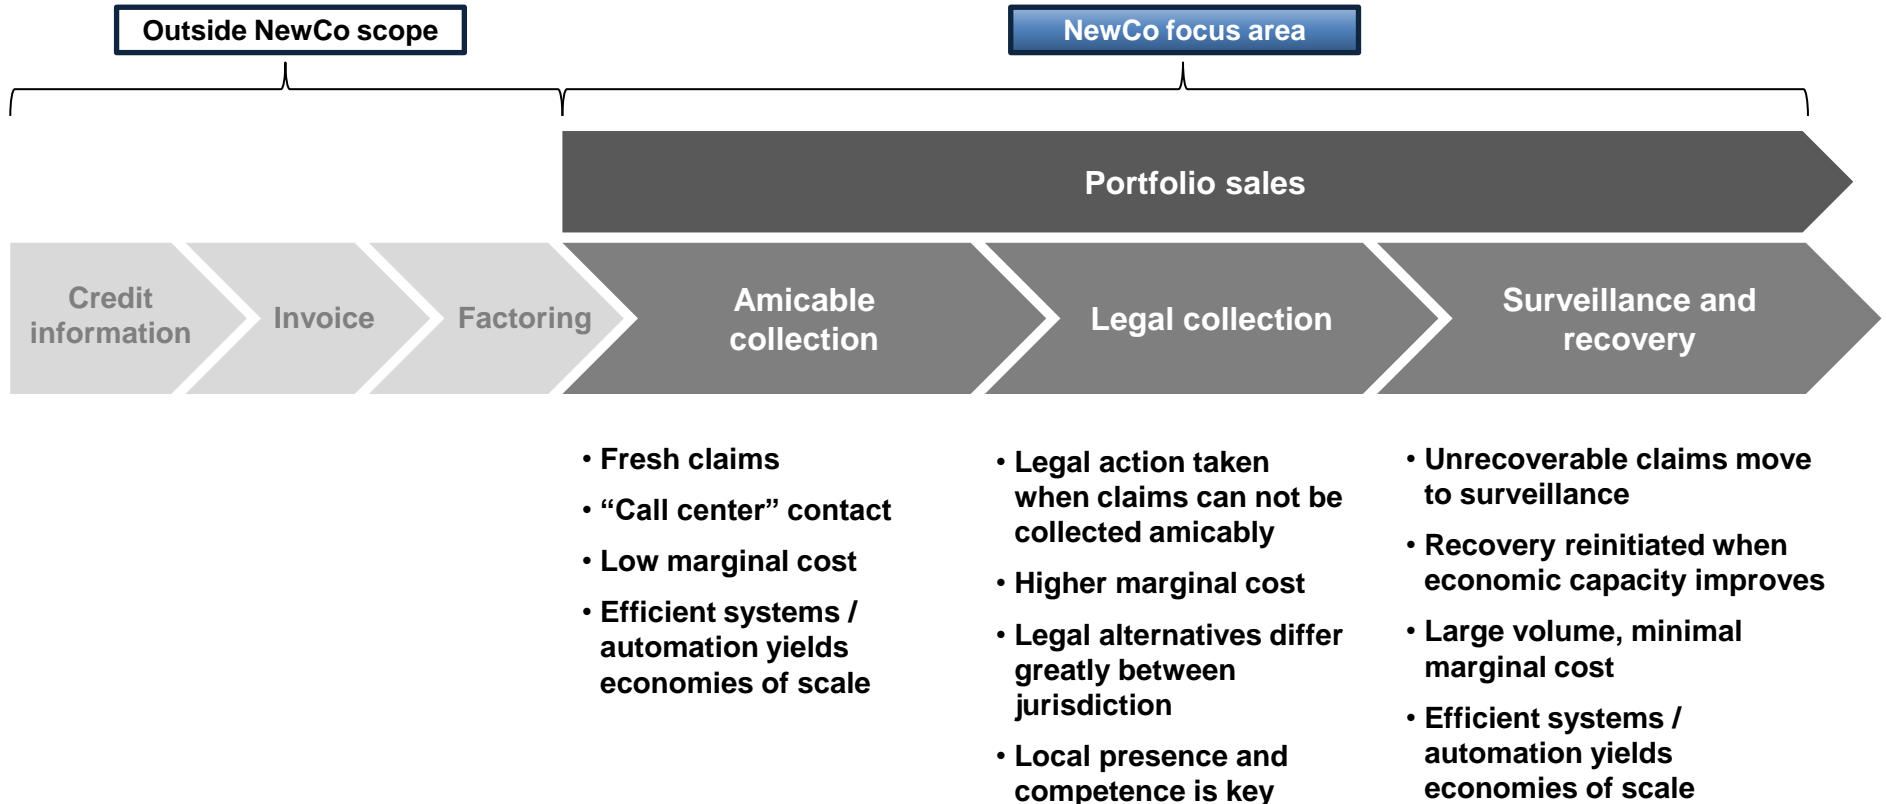 Outside NewCo scope
NewCo focus area
Portfolio sales
Credit
information
Invoice
Factoring
Amicable
collection
Legal collection
Surveillance and
recovery
• Fresh claims
• “Call center” contact
• Low marginal cost
• Efficient systems /
automation yields
economies of scale
• Legal action taken
when claims can not be
collected amicably
• Higher marginal cost
• Legal alternatives differ
greatly between
jurisdiction
• Local presence and
competence is key
• Unrecoverable claims move
to surveillance
• Recovery reinitiated when
economic capacity improves
• Large volume, minimal
marginal cost
• Efficient systems /
automation yields
economies of scale